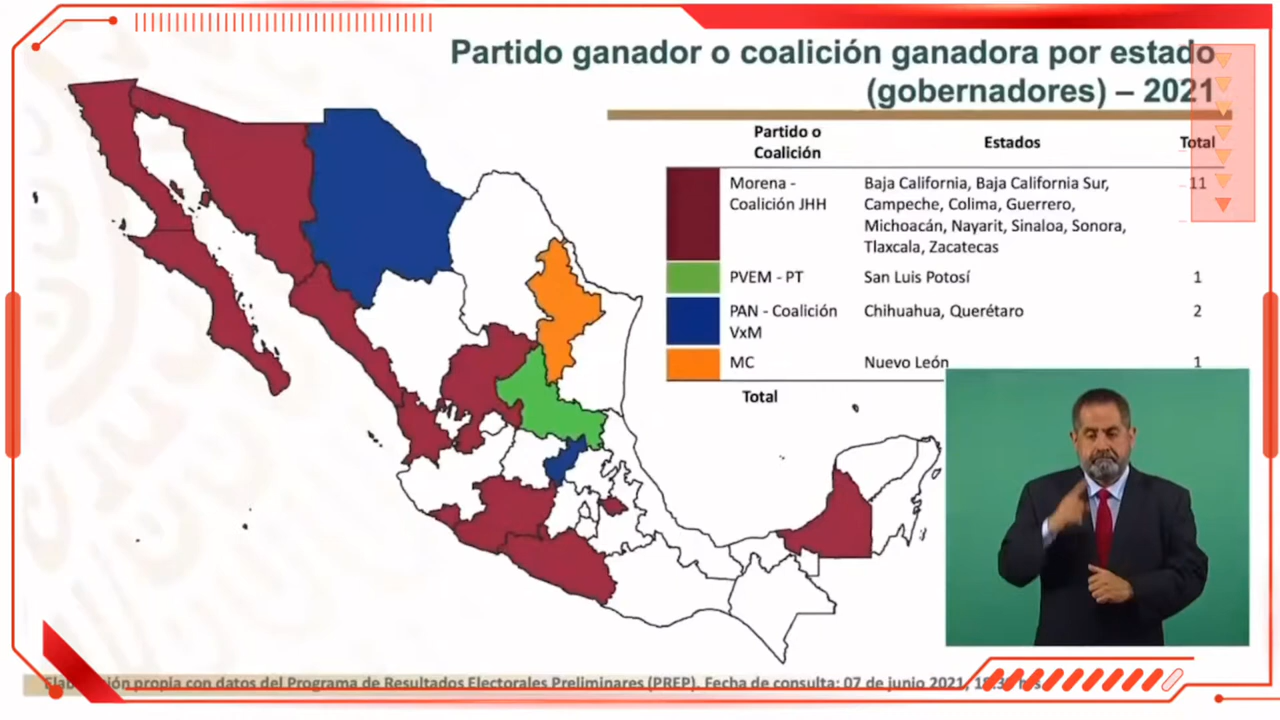 Partido ganador o coalición ganadora por estado
(gobernadores) – 2021
Partido o
Coalición
Estados
Total
Morena -
Coalición JHH
Baja California, Baja California Sur,
Campeche, Colima, Guerrero,
Michoacán, Nayarit, Sinaloa, Sonora,
Tlaxcala, Zacatecas
11
PVEM - PT
San Luis Potosí
1
PAN - Coalición
VxM
Chihuahua, Querétaro
2
MC
Nuevo León
1
Total
Elaboración propia con datos del Programa de Resultados Electorales Preliminares (PREP). Fecha de consulta: 07 de junio 2021,